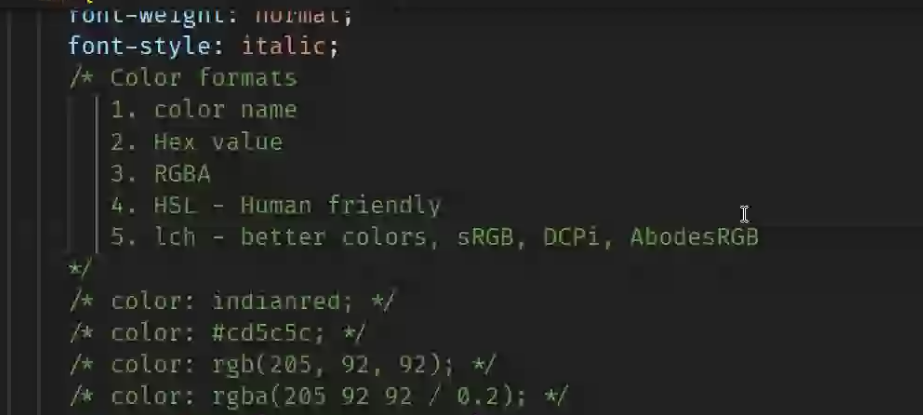 font-weight: normal;
font-style: italic;
/* Color formats
1. color name
2. Hex value
3. RGBA
4. HSL - Human friendly
5. lch - better colors, sRGB, DCPi, AbodesRGB
*/
/* color: indianred; */
/* color: #cd5c5c; */
/* color: rgb(205, 92, 92); */
/* color: rgba(205 92 92 / 0.2); */